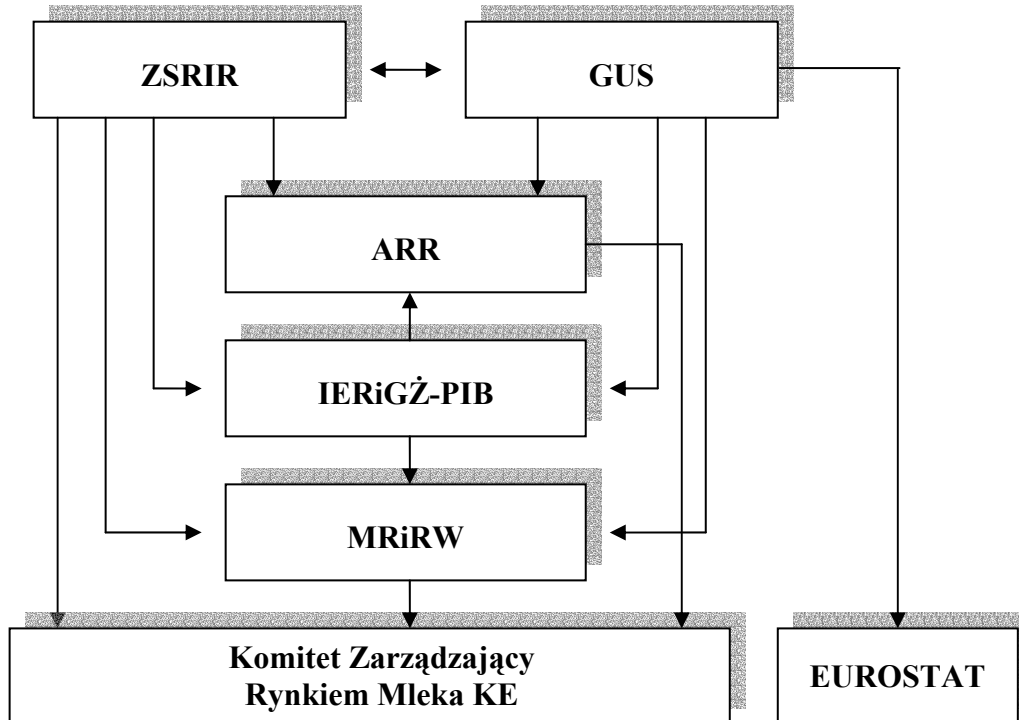 ZSRIR
GUS
ARR
IERiGŻ-PIB
MRiRW
Komitet Zarządzający
Rynkiem Mleka KE
EUROSTAT